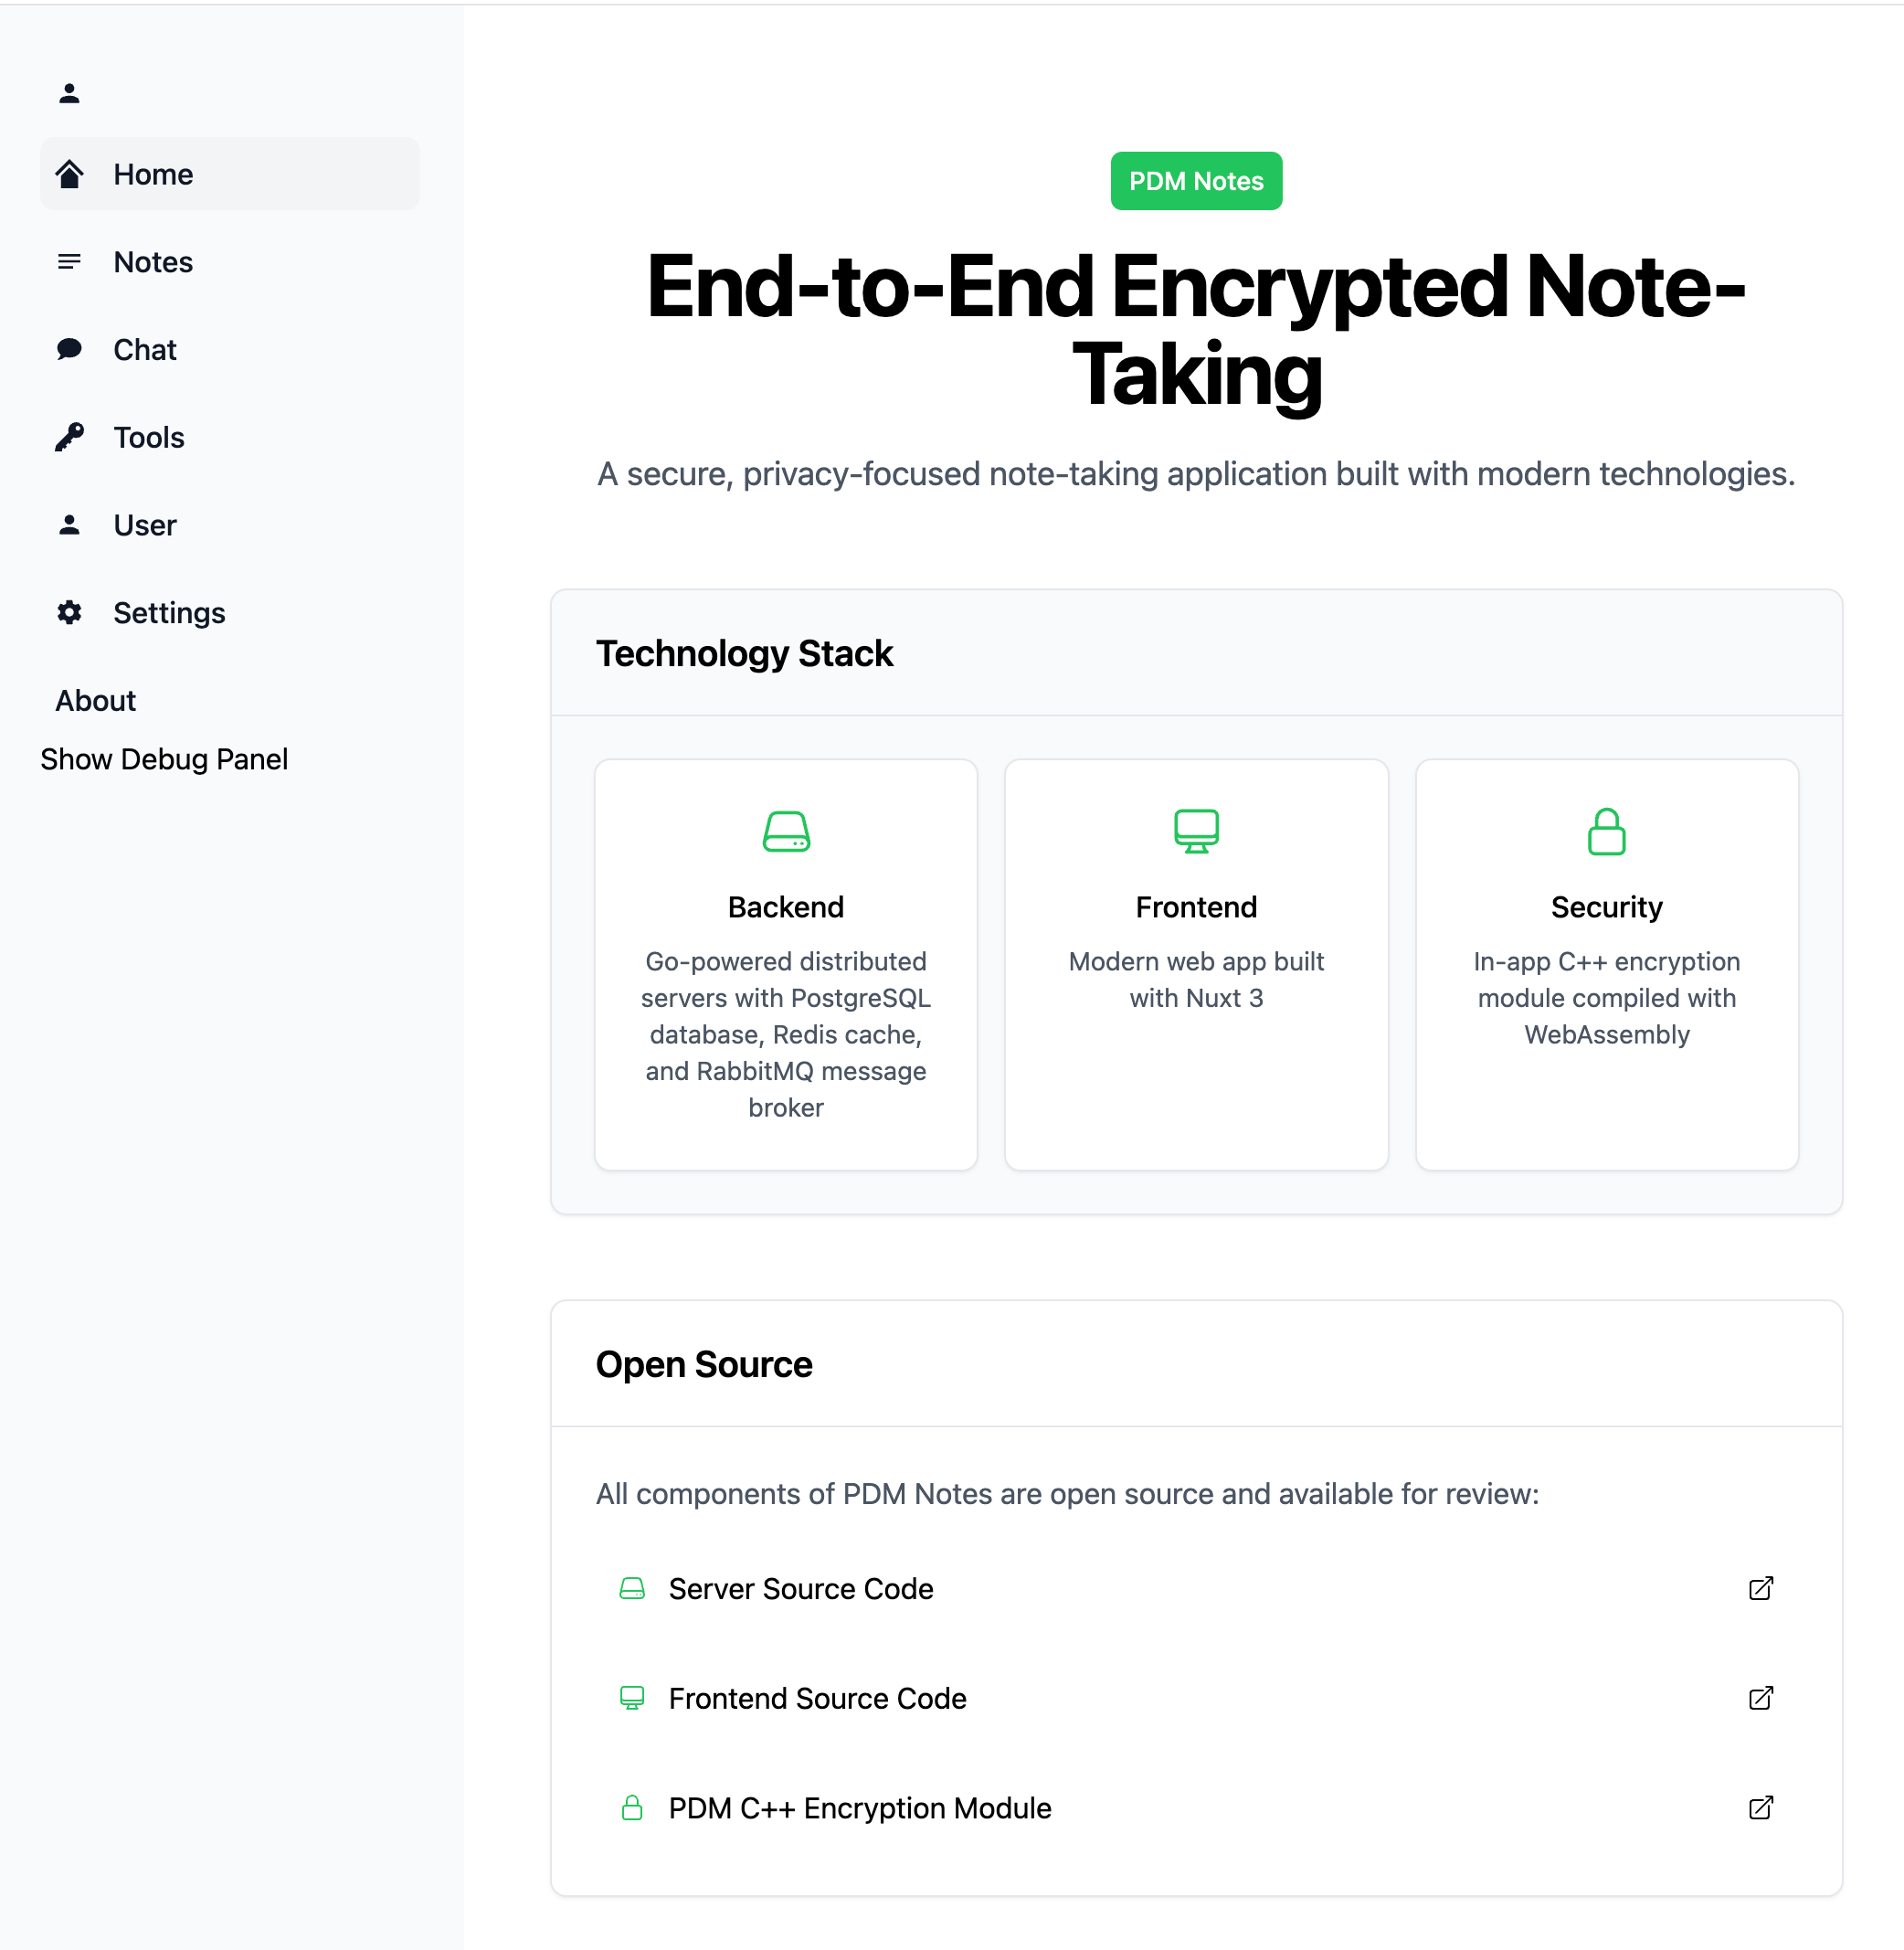 Home
Notes
Chat
Tools
User
Settings
About
Show Debug Panel
PDM Notes
End-to-End Encrypted Note-
Taking
A secure, privacy-focused note-taking application built with modern technologies.
Technology Stack
Backend
Go-powered distributed
servers with PostgreSQL
database, Redis cache,
and RabbitMQ message
broker
Frontend
Modern web app built
with Nuxt 3
Security
In-app C++ encryption
module compiled with
WebAssembly
Open Source
All components of PDM Notes are open source and available for review:
Server Source Code
Frontend Source Code
PDM C++ Encryption Module